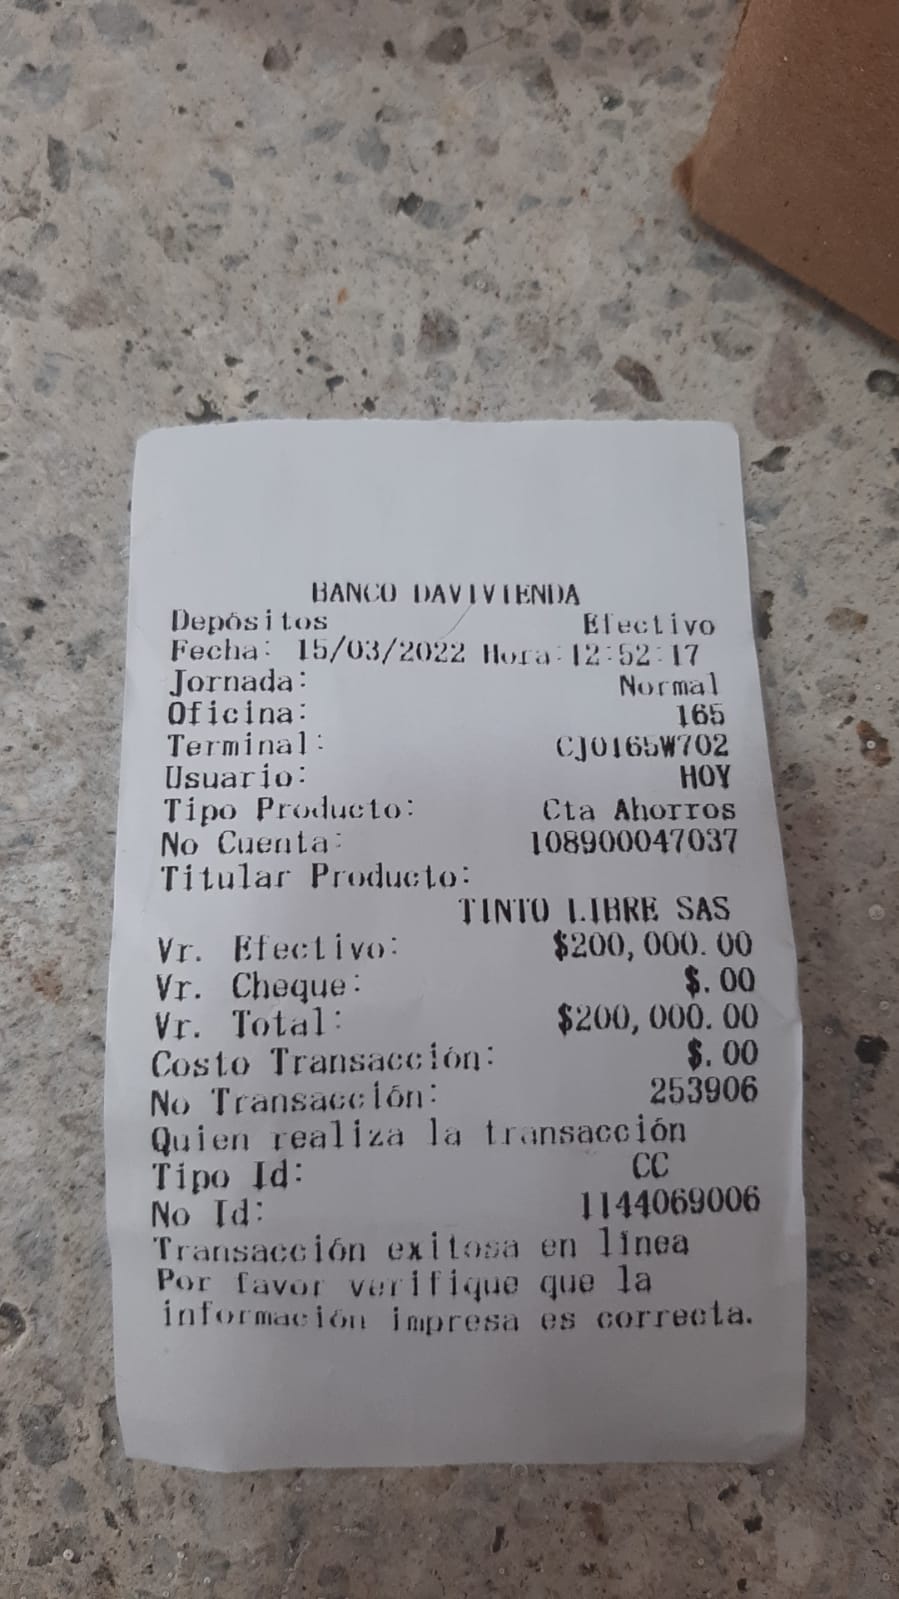 BANCO DAVIVIENDA
Depósitos Efectivo
Fecha: 15/03/2022 Hora:12:52:17
Jornada: Normal
Oficina: 165
Terminal: CJ0165W702
Usuario: HOY
Tipo Producto: Cta Ahorros
No Cuenta: 108900047037
Titular Producto:
TINTO LIBRE SAS
Vr. Efectivo: $200,000.00
Vr. Cheque: $.00
Vr. Total: $200,000.00
Costo Transacción: $.00
No Transacción: 253906
Quien realiza la transacción
Tipo Id: CC
No Id: 1144069006
Transacción exitosa en línea
Por favor verifique que la
información impresa es correcta.